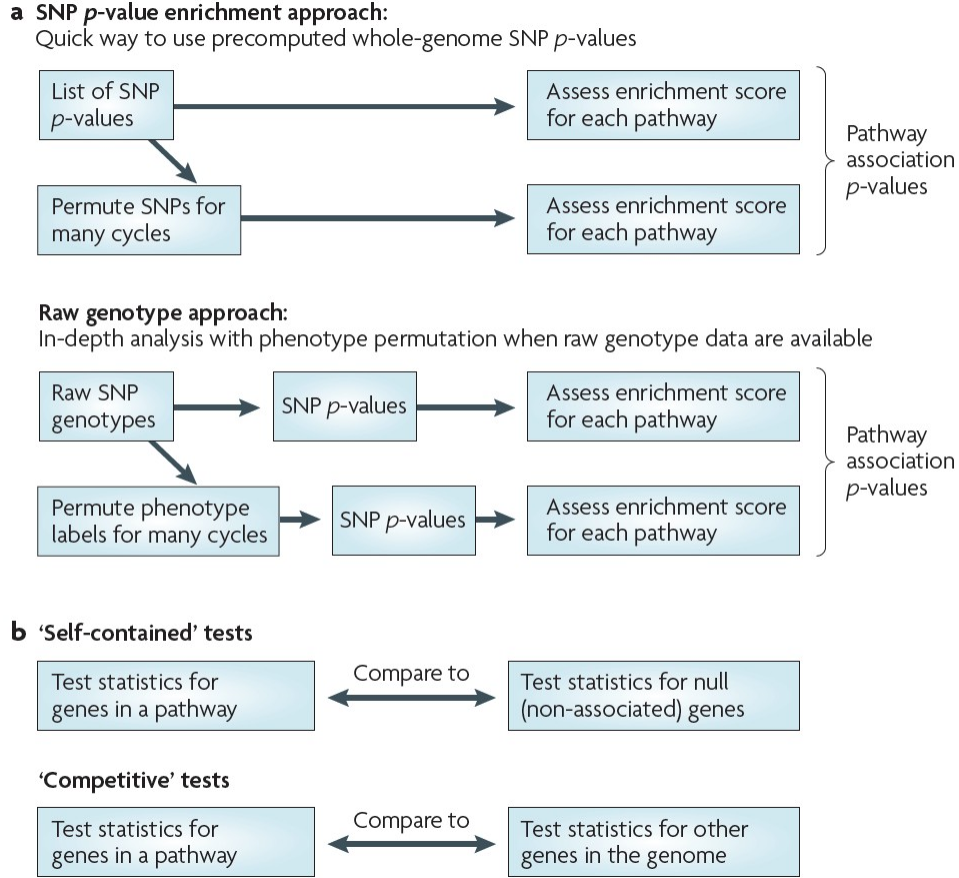 a SNP p-value enrichment approach:
Quick way to use precomputed whole-genome SNP p-values
List of SNP
p-values
Assess enrichment score
for each pathway
Permute SNPs for
many cycles
Assess enrichment score
for each pathway
Pathway
association
p-values
Raw genotype approach:
In-depth analysis with phenotype permutation when raw genotype data are available
Raw SNP
genotypes
SNP p-values
Assess enrichment score
for each pathway
Permute phenotype
labels for many cycles
SNP p-values
Assess enrichment score
for each pathway
Pathway
association
p-values
b ‘Self-contained’ tests
Test statistics for
genes in a pathway
Compare to
Test statistics for null
(non-associated) genes
‘Competitive’ tests
Test statistics for
genes in a pathway
Compare to
Test statistics for other
genes in the genome